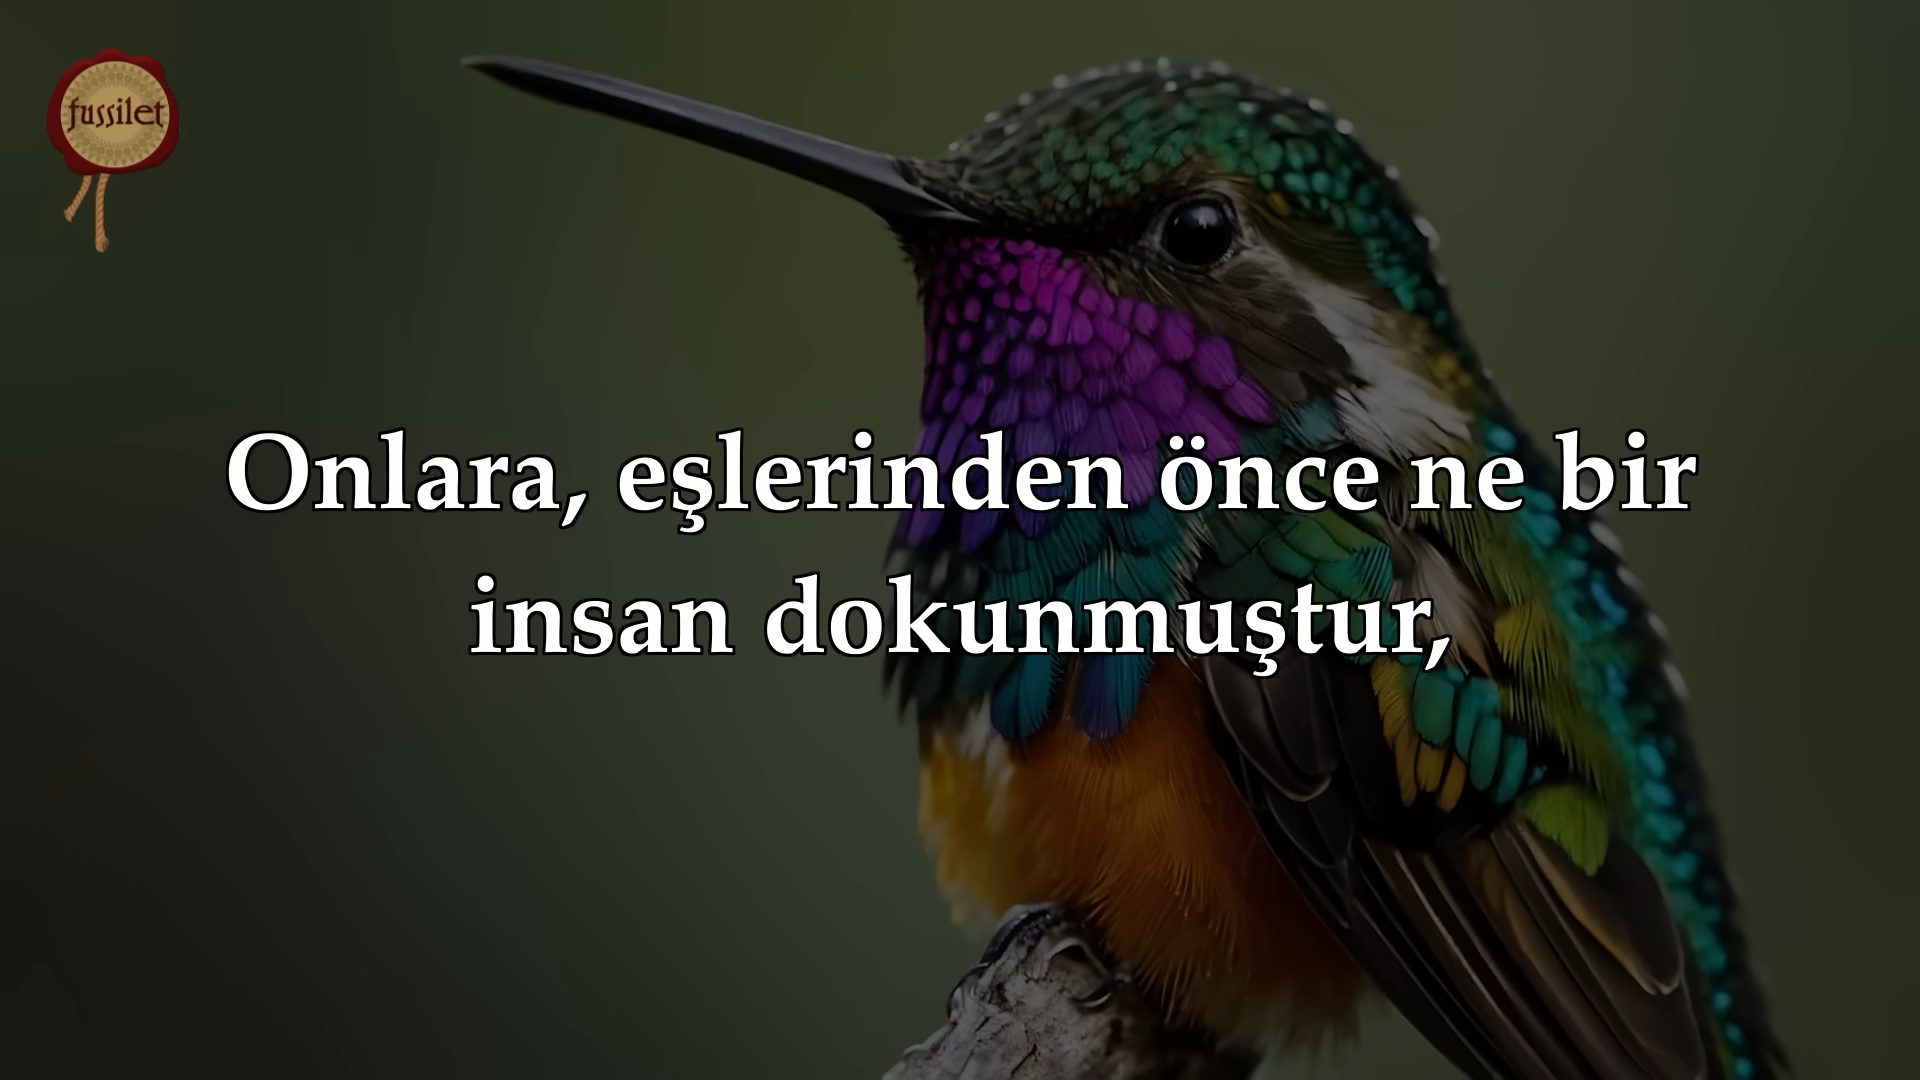 fussilet
Onlara, eşlerinden önce ne bir
insan dokunmuştur,